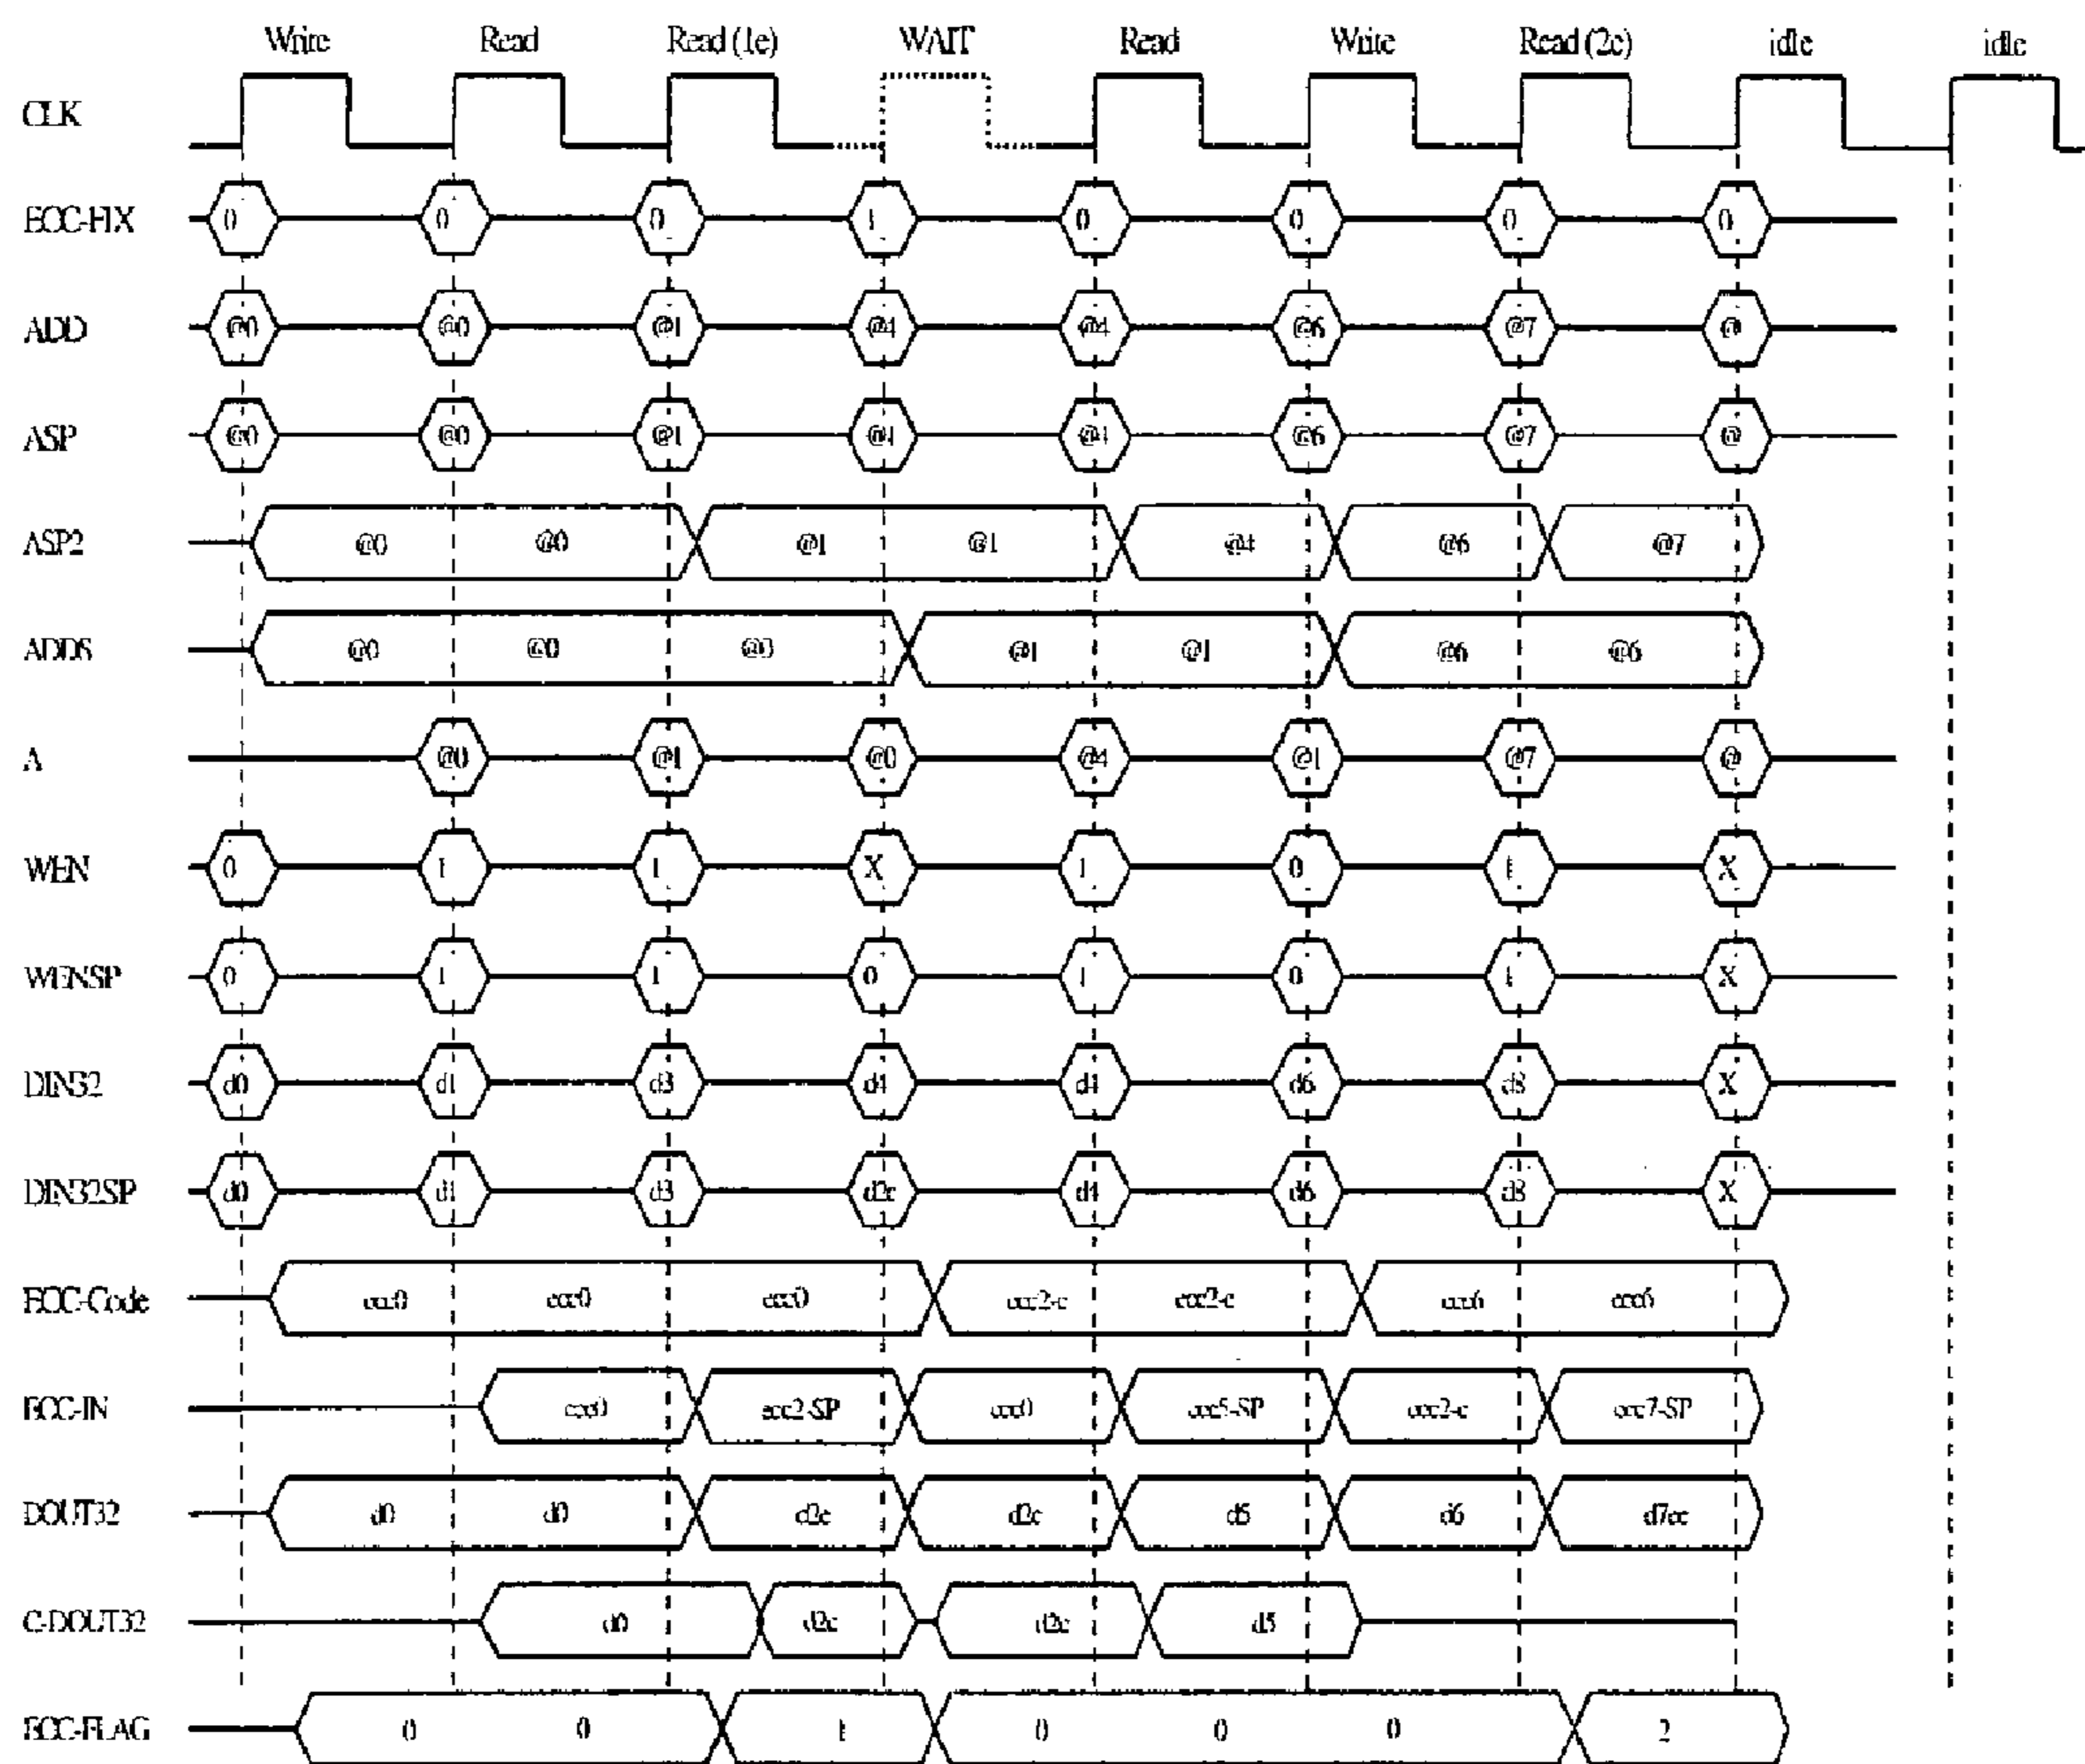 Write Read Read (1e) WAIT Read Write Read (2e) idle idle
CLK
ECC-FIX 0 0 0 1 0 0 0 0
ADD @0 @0 @1 @4 @4 @6 @7 @
ASP @0 @0 @1 @1 @4 @6 @7 @
ASP2 @0 @0 @1 @1 @4 @6 @7
ADDS @0 @0 @0 @1 @1 @6 @6
A @0 @1 @0 @4 @1 @7 @
WEN 0 1 1 X 1 0 1 X
WENSP 0 1 1 0 1 0 1 X
DIN32 d0 d1 d3 d4 d4 d6 d8 X
DIN32SP d0 d1 d3 d2c d4 d6 d8 X
ECC-Code ecc0 ecc0 ecc0 ecc2-c ecc2-c ecc6 ecc6
ECC-IN ecc0 ecc2-SP ecc0 ecc5-SP ecc2-c ecc7-SP
DOUT32 d0 d0 d2e d5 d6 d7ee
C-DOUT32 d0 d2c d2c d5
ECC-FLAG 0 0 1 0 0 0 2